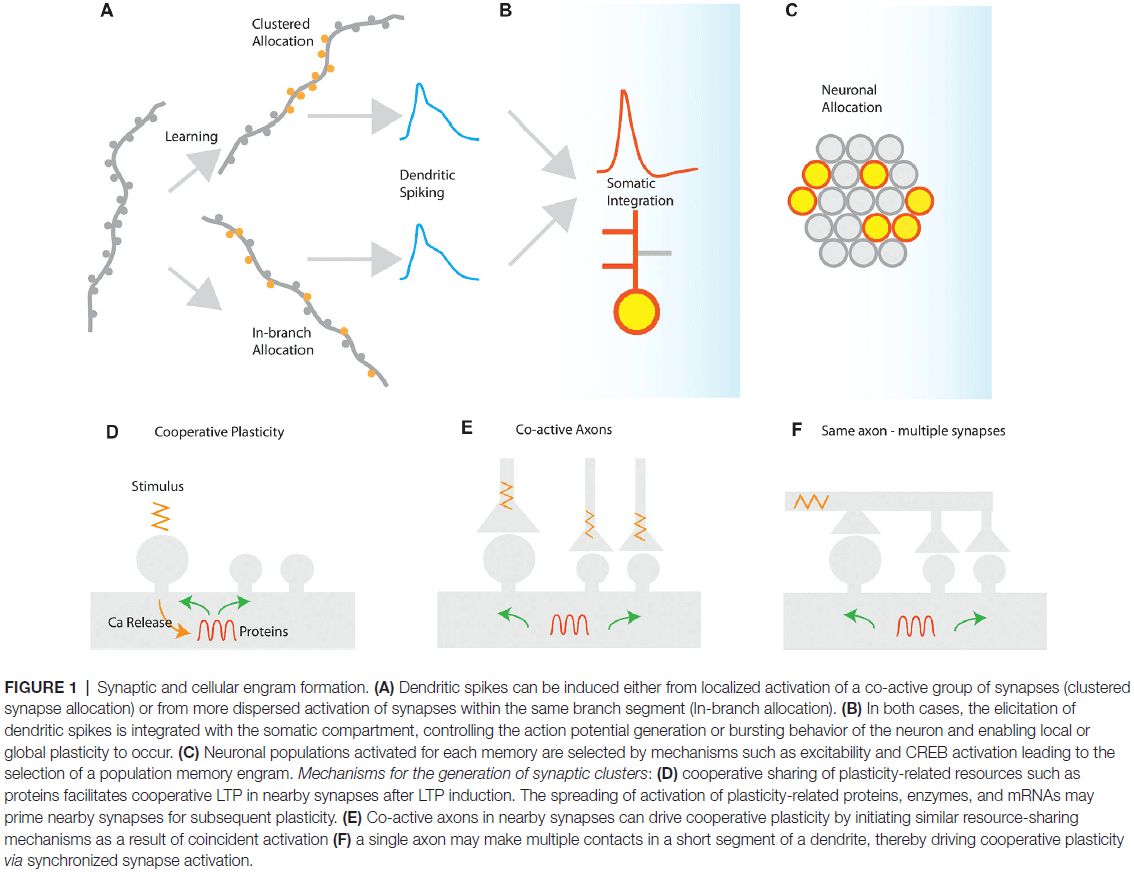 A
Clustered
Allocation
Learning
In-branch
Allocation
Dendritic
Spiking
B
Somatic
Integration
C
Neuronal
Allocation
D
Cooperative Plasticity
Stimulus
Ca Release
Proteins
E
Co-active Axons
F
Same axon - multiple synapses
FIGURE 1 | Synaptic and cellular engram formation. (A) Dendritic spikes can be induced either from localized activation of a co-active group of synapses (clustered
synapse allocation) or from more dispersed activation of synapses within the same branch segment (In-branch allocation). (B) In both cases, the elicitation of
dendritic spikes is integrated with the somatic compartment, controlling the action potential generation or bursting behavior of the neuron and enabling local or
global plasticity to occur. (C) Neuronal populations activated for each memory are selected by mechanisms such as excitability and CREB activation leading to the
selection of a population memory engram. Mechanisms for the generation of synaptic clusters: (D) cooperative sharing of plasticity-related resources such as
proteins facilitates cooperative LTP in nearby synapses after LTP induction. The spreading of activation of plasticity-related proteins, enzymes, and mRNAs may
prime nearby synapses for subsequent plasticity. (E) Co-active axons in nearby synapses can drive cooperative plasticity by initiating similar resource-sharing
mechanisms as a result of coincident activation (F) a single axon may make multiple contacts in a short segment of a dendrite, thereby driving cooperative plasticity
via synchronized synapse activation.